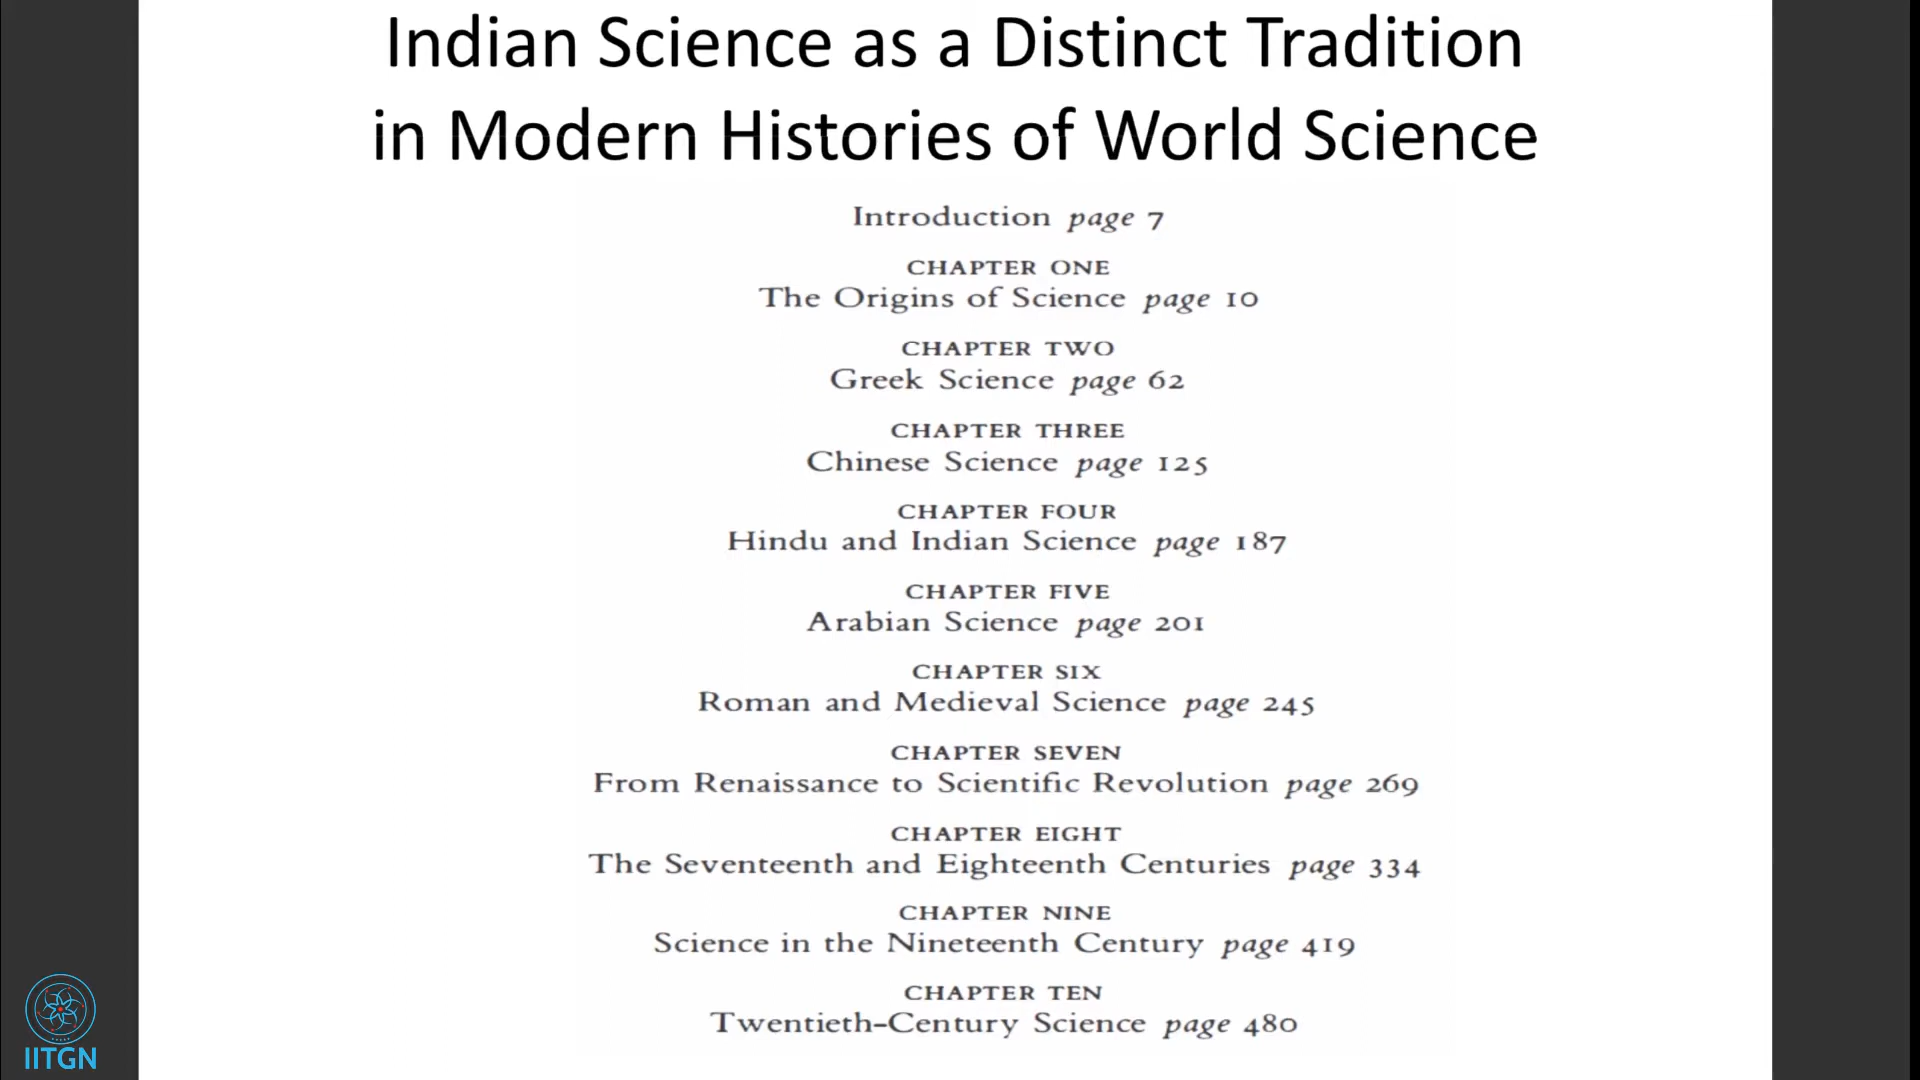 Indian Science as a Distinct Tradition
in Modern Histories of World Science
Introduction page 7
CHAPTER ONE
The Origins of Science page 10
CHAPTER TWO
Greek Science page 62
CHAPTER THREE
Chinese Science page 125
CHAPTER FOUR
Hindu and Indian Science page 187
CHAPTER FIVE
Arabian Science page 201
CHAPTER SIX
Roman and Medieval Science page 245
CHAPTER SEVEN
From Renaissance to Scientific Revolution page 269
CHAPTER EIGHT
The Seventeenth and Eighteenth Centuries page 334
CHAPTER NINE
Science in the Nineteenth Century page 419
CHAPTER TEN
Twentieth-Century Science page 480
IITGN